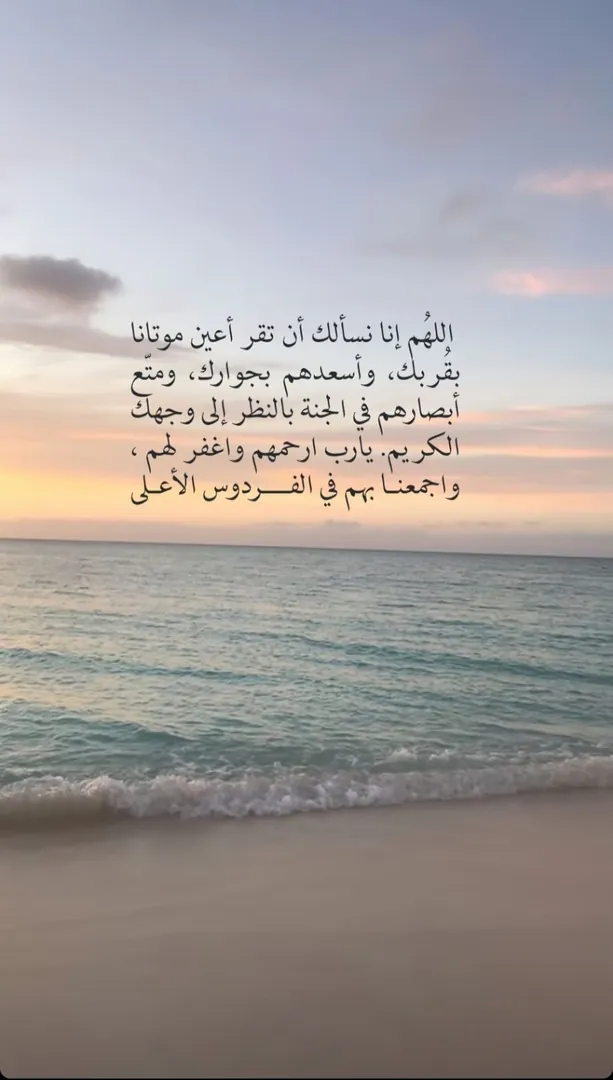 اللهُم إنا نسألك أن تقر أعين موتانا
بقُربك، وأسعدهم بجوارك، ومتّع
أبصارهم في الجنة بالنظر إلى وجهك
الكريم. يارب ارحمهم واغفر لهم ،
واجمعنـا بهم في الفـــردوس الأعـلى